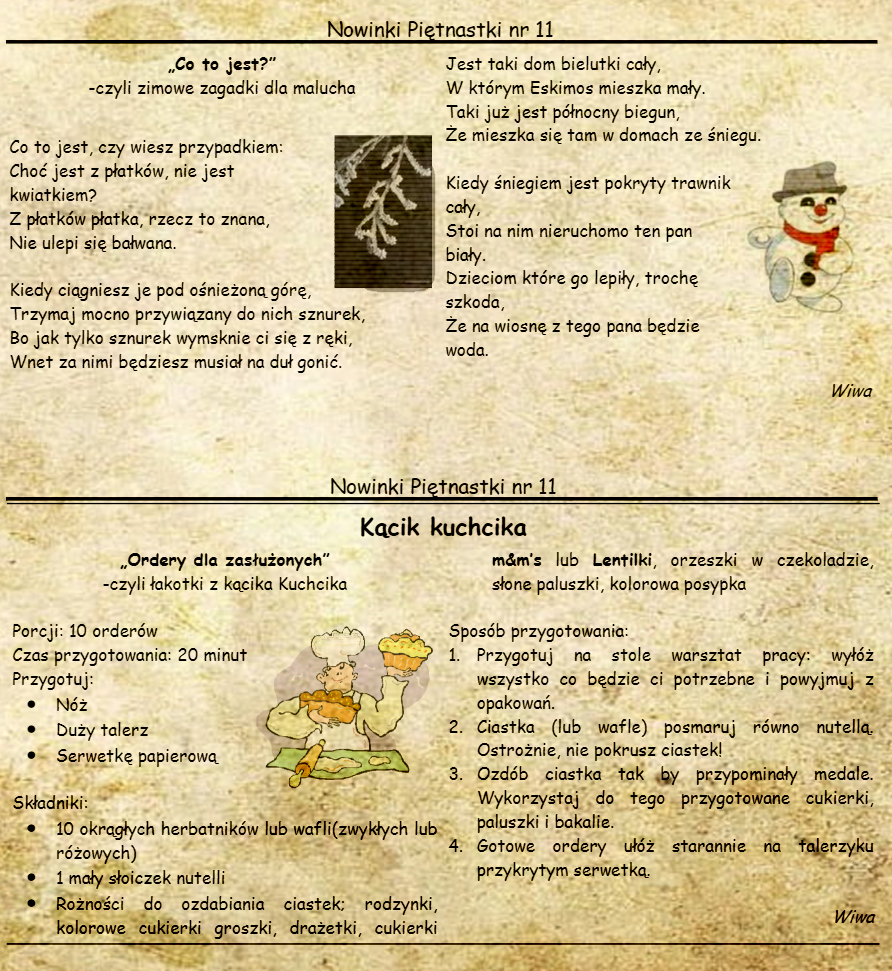 Nowinki Piętnastki nr 11
„Co to jest?”
-czyli zimowe zagadki dla malucha
Co to jest, czy wiesz przypadkiem:
Choć jest z płatków, nie jest
kwiatkiem?
Z płatków płatka, rzecz to znana,
Nie ulepi się bałwana.
Kiedy ciągniesz je pod ośnieżoną górę,
Trzymaj mocno przywiązany do nich sznurek,
Bo jak tylko sznurek wymsknie ci się z ręki,
Wnet za nimi będziesz musiał na duł gonić.
Jest taki dom bielutki cały,
W którym Eskimos mieszka mały.
Taki już jest północny biegun,
Że mieszka się tam w domach ze śniegu.
Kiedy śniegiem jest pokryty trawnik
cały,
Stoi na nim nieruchomo ten pan
biały.
Dzieciom które go lepiły, trochę
szkoda,
Że na wiosnę z tego pana będzie
woda.
Wiwa
Nowinki Piętnastki nr 11
Kącik kuchcika
„Ordery dla zasłużonych”
-czyli łakotki z kącika Kuchcika
Porcji: 10 orderów
Czas przygotowania: 20 minut
Przygotuj:
• Nóż
• Duży talerz
• Serwetkę papierową
Składniki:
• 10 okrągłych herbatników lub wafli(zwykłych lub
różowych)
• 1 mały słoiczek nutelli
• Rożności do ozdabiania ciastek; rodzynki,
kolorowe cukierki groszki, drażetki, cukierki
m&m's lub Lentilki, orzeszki w czekoladzie,
słone paluszki, kolorowa posypka
Sposób przygotowania:
1. Przygotuj na stole warsztat pracy: wyłóż
wszystko co będzie ci potrzebne i powyjmuj z
opakowań.
2. Ciastka (lub wafle) posmaruj równo nutellą.
Ostrożnie, nie pokrusz ciastek!
3. Ozdób ciastka tak by przypominały medale.
Wykorzystaj do tego przygotowane cukierki,
paluszki i bakalie.
4. Gotowe ordery ułóż starannie na talerzyku
przykrytym serwetką.
Wiwa